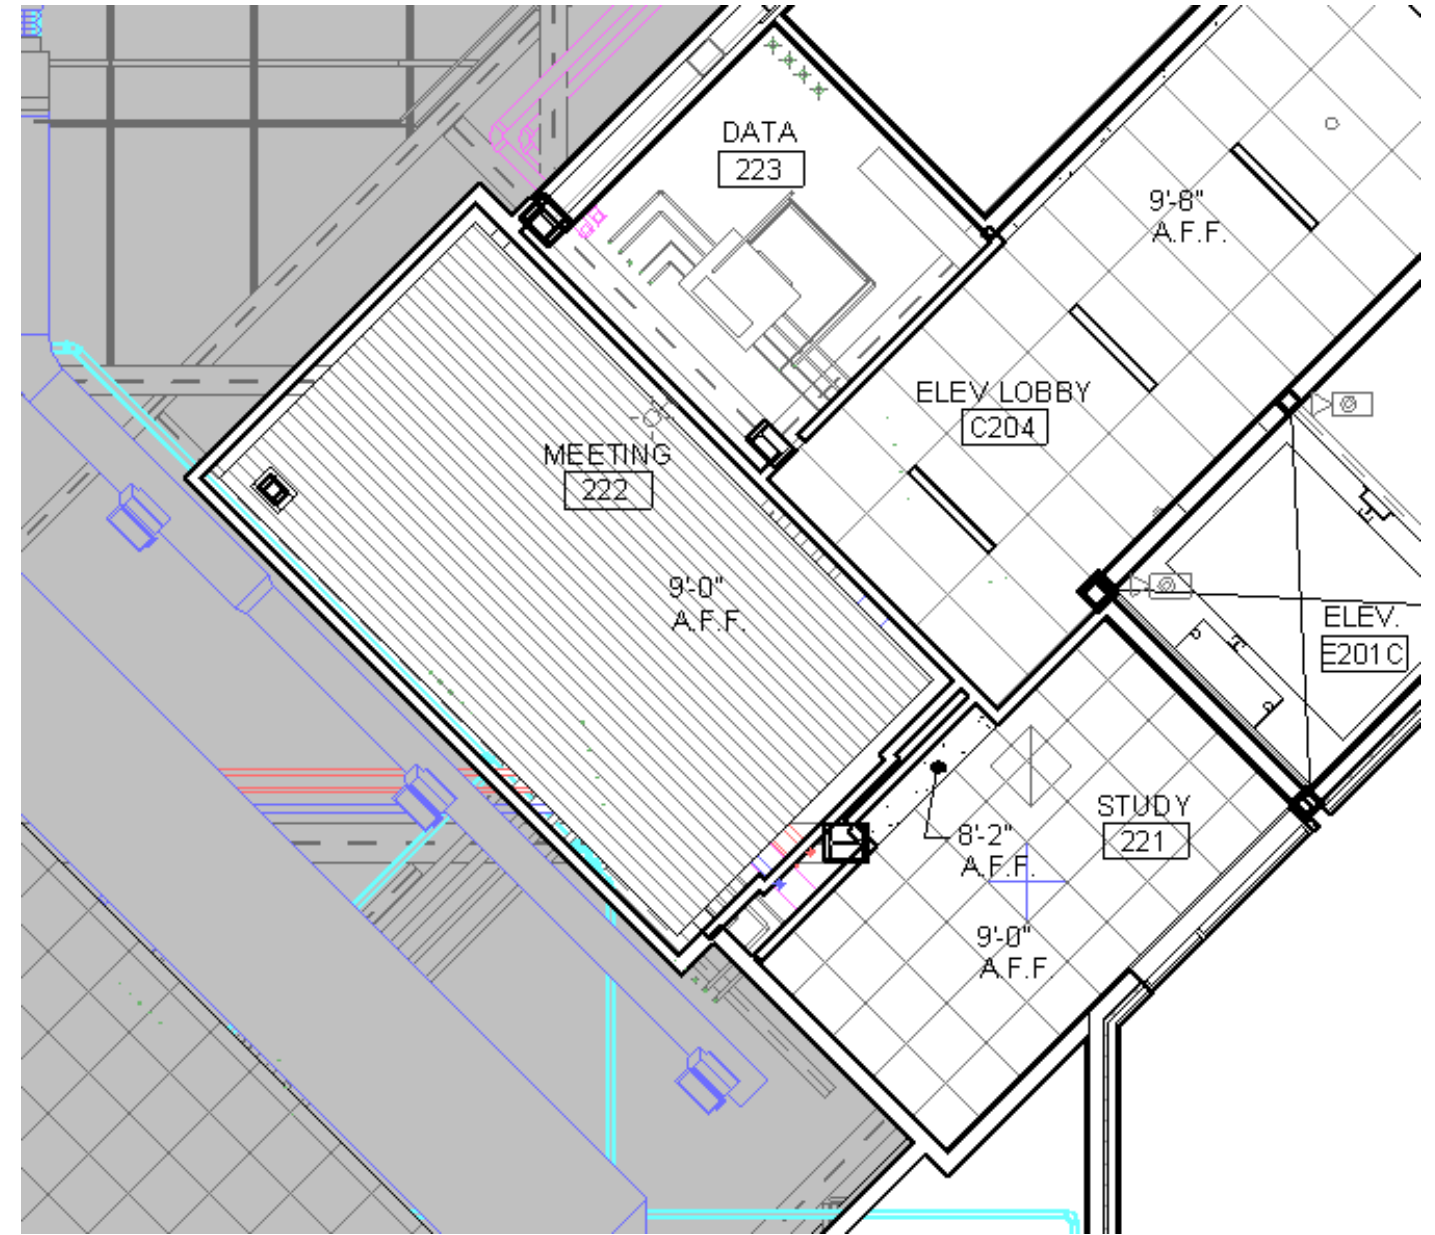 DATA
223
9'-8"
A.F.F.
ELEV LOBBY
C204
MEETING
222
9'-0"
A.F.F.
ELEV.
E201C
STUDY
221
8'-2"
A.F.F.
9'-0"
A.F.F.